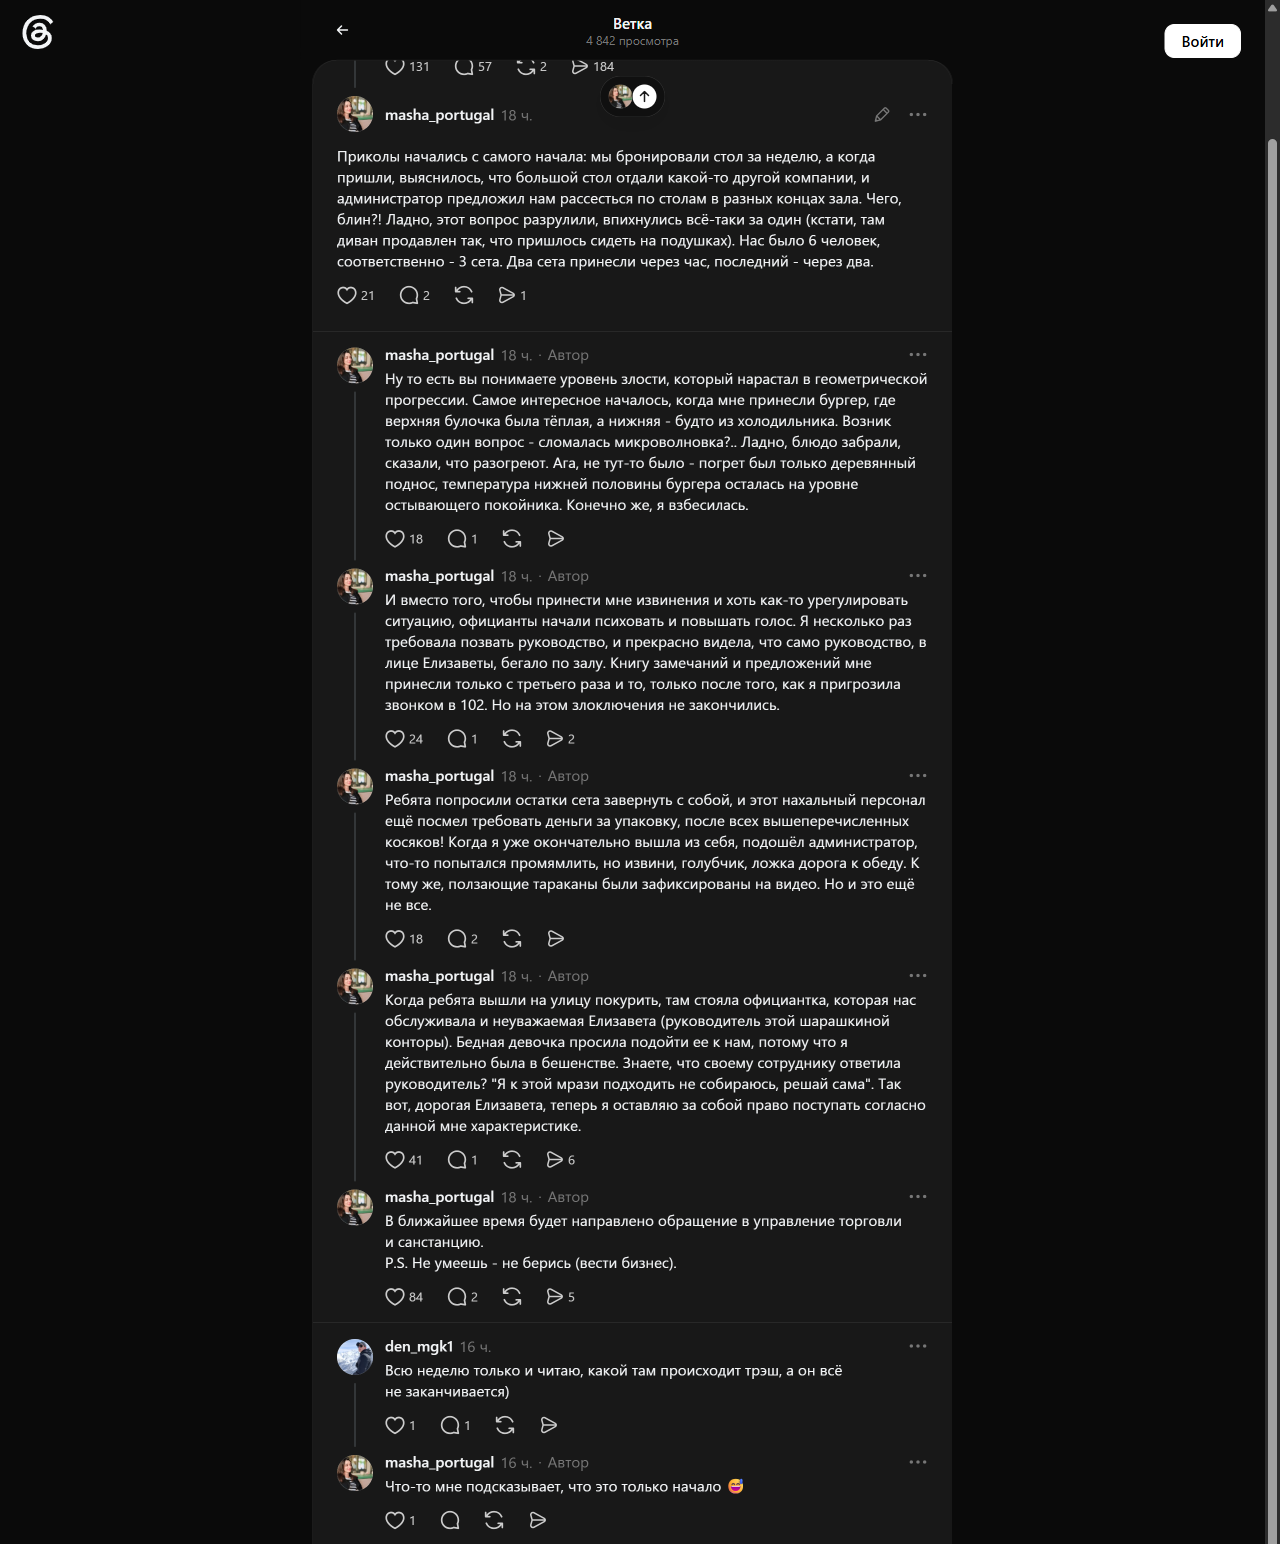 Ветка
4 842 просмотра
Войти
131 57 2 184
masha_portugal 18 ч.
Приколы начались с самого начала: мы бронировали стол за неделю, а когда
пришли, выяснилось, что большой стол отдали какой-то другой компании, и
администратор предложил нам рассесться по столам в разных концах зала. Чего,
блин?! Ладно, этот вопрос разрулили, впихнулись всё-таки за один (кстати, там
диван продавлен так, что пришлось сидеть на подушках). Нас было 6 человек,
соответственно - 3 сета. Два сета принесли через час, последний - через два.
21 2 1
masha_portugal 18 ч. · Автор
Ну то есть вы понимаете уровень злости, который нарастал в геометрической
прогрессии. Самое интересное началось, когда мне принесли бургер, где
верхняя булочка была тёплая, а нижняя - будто из холодильника. Возник
только один вопрос - сломалась микроволновка?.. Ладно, блюдо забрали,
сказали, что разогреют. Ага, не тут-то было - погрет был только деревянный
поднос, температура нижней половины бургера осталась на уровне
остывающего покойника. Конечно же, я взбесилась.
18 1
masha_portugal 18 ч. · Автор
И вместо того, чтобы принести мне извинения и хоть как-то урегулировать
ситуацию, официанты начали психовать и повышать голос. Я несколько раз
требовала позвать руководство, и прекрасно видела, что само руководство, в
лице Елизаветы, бегало по залу. Книгу замечаний и предложений мне
принесли только с третьего раза и то, только после того, как я пригрозила
звонком в 102. Но на этом злоключения не закончились.
24 1 2
masha_portugal 18 ч. · Автор
Ребята попросили остатки сета завернуть с собой, и этот нахальный персонал
ещё посмел требовать деньги за упаковку, после всех вышеперечисленных
косяков! Когда я уже окончательно вышла из себя, подошёл администратор,
что-то попытался промямлить, но извини, голубчик, ложка дорога к обеду. К
тому же, ползающие тараканы были зафиксированы на видео. Но и это ещё
не все.
18 2
masha_portugal 18 ч. · Автор
Когда ребята вышли на улицу покурить, там стояла официантка, которая нас
обслуживала и неуважаемая Елизавета (руководитель этой шарашкиной
конторы). Бедная девочка просила подойти ее к нам, потому что я
действительно была в бешенстве. Знаете, что своему сотруднику ответила
руководитель? "Я к этой мрази подходить не собираюсь, решай сама". Так
вот, дорогая Елизавета, теперь я оставляю за собой право поступать согласно
данной мне характеристике.
41 1 6
masha_portugal 18 ч. · Автор
В ближайшее время будет направлено обращение в управление торговли
и санстанцию.
P.S. Не умеешь - не берись (вести бизнес).
84 2 5
den_mgk1 16 ч.
Всю неделю только и читаю, какой там происходит трэш, а он всё
не заканчивается)
1 1
masha_portugal 16 ч. · Автор
Что-то мне подсказывает, что это только начало 😅
1